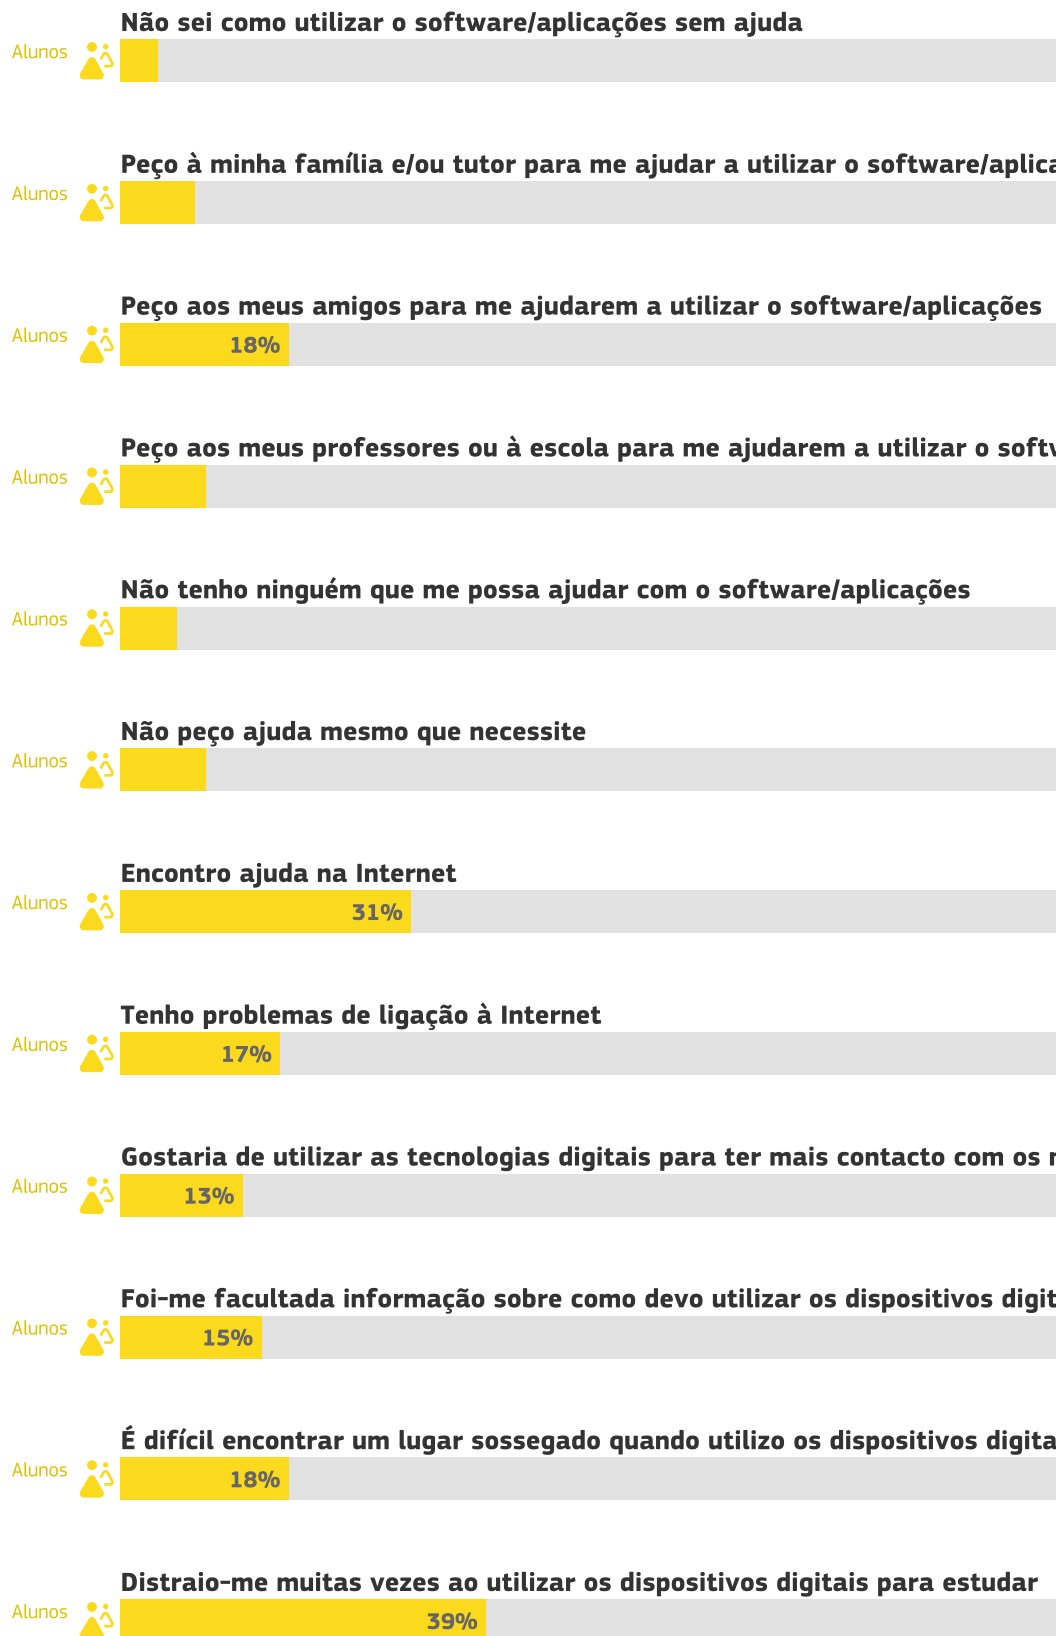 Não sei como utilizar o software/aplicações sem ajuda
Alunos
Peço à minha família e/ou tutor para me ajudar a utilizar o software/aplica
Alunos
Peço aos meus amigos para me ajudarem a utilizar o software/aplicações
Alunos
18%
Peço aos meus professores ou à escola para me ajudarem a utilizar o soft
Alunos
Não tenho ninguém que me possa ajudar com o software/aplicações
Alunos
Não peço ajuda mesmo que necessite
Alunos
Encontro ajuda na Internet
Alunos
31%
Tenho problemas de ligação à Internet
Alunos
17%
Gostaria de utilizar as tecnologias digitais para ter mais contacto com os
Alunos
13%
Foi-me facultada informação sobre como devo utilizar os dispositivos digit
Alunos
15%
É difícil encontrar um lugar sossegado quando utilizo os dispositivos digita
Alunos
18%
Distraio-me muitas vezes ao utilizar os dispositivos digitais para estudar
Alunos
39%